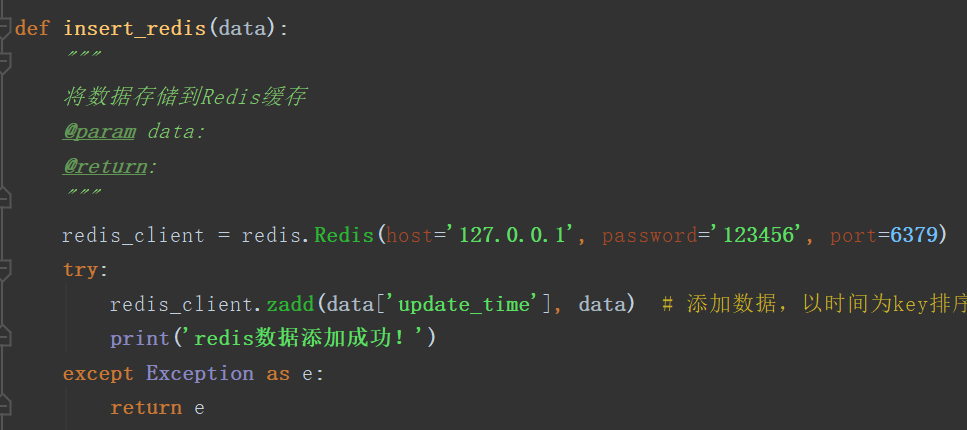 def insert_redis(data):
"""
将数据存储到Redis缓存
@param data:
@return:
"""
redis_client = redis.Redis(host='127.0.0.1', password='123456', port=6379)
try:
redis_client.zadd(data['update_time'], data)  # 添加数据，以时间为key排序
print('redis数据添加成功！')
except Exception as e:
return e